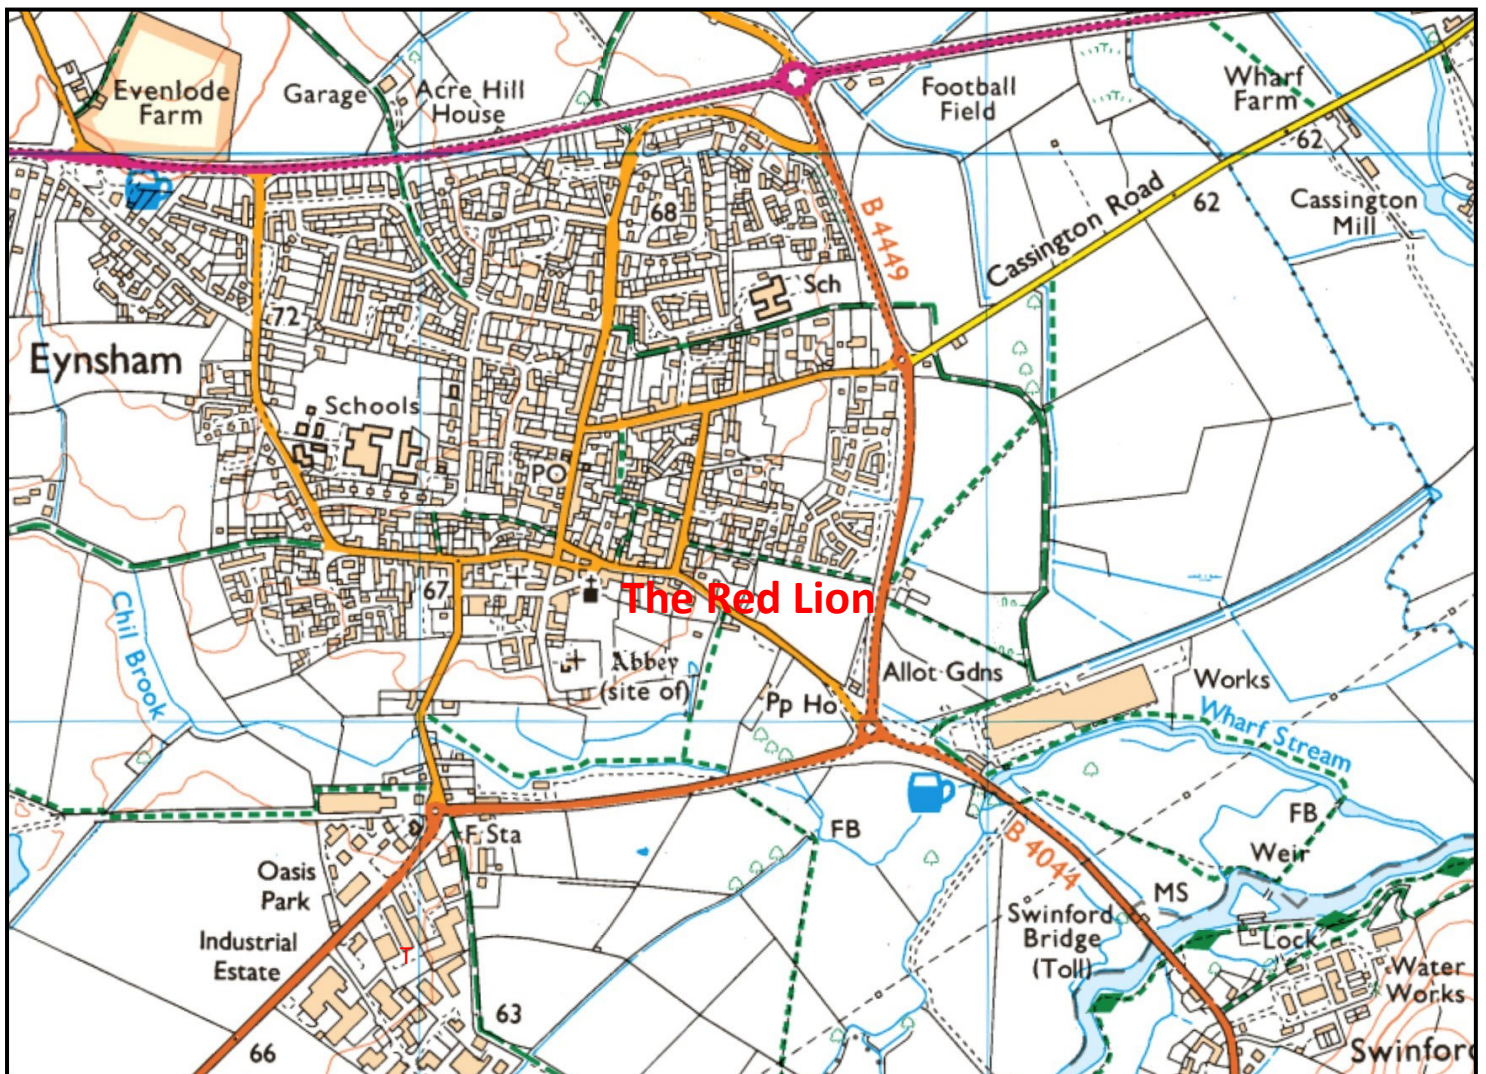 Evenlode
Farm
Garage
Acre Hill
House
Football
Field
Wharf
Farm
62
Cassington
Mill
62
Cassington Road
B 4449
68
Sch
72
Eynsham
Schools
PO
67
The Red Lion
Chil Brook
Abbey
(site of)
Pp Ho
Allot Gdns
Works
Wharf Stream
FB
FB
Weir
B 4044
MS
F Sta
Oasis
Park
Swinford
Bridge
(Toll)
Lock
Industrial
Estate
T
Water
Works
63
66
Swinford